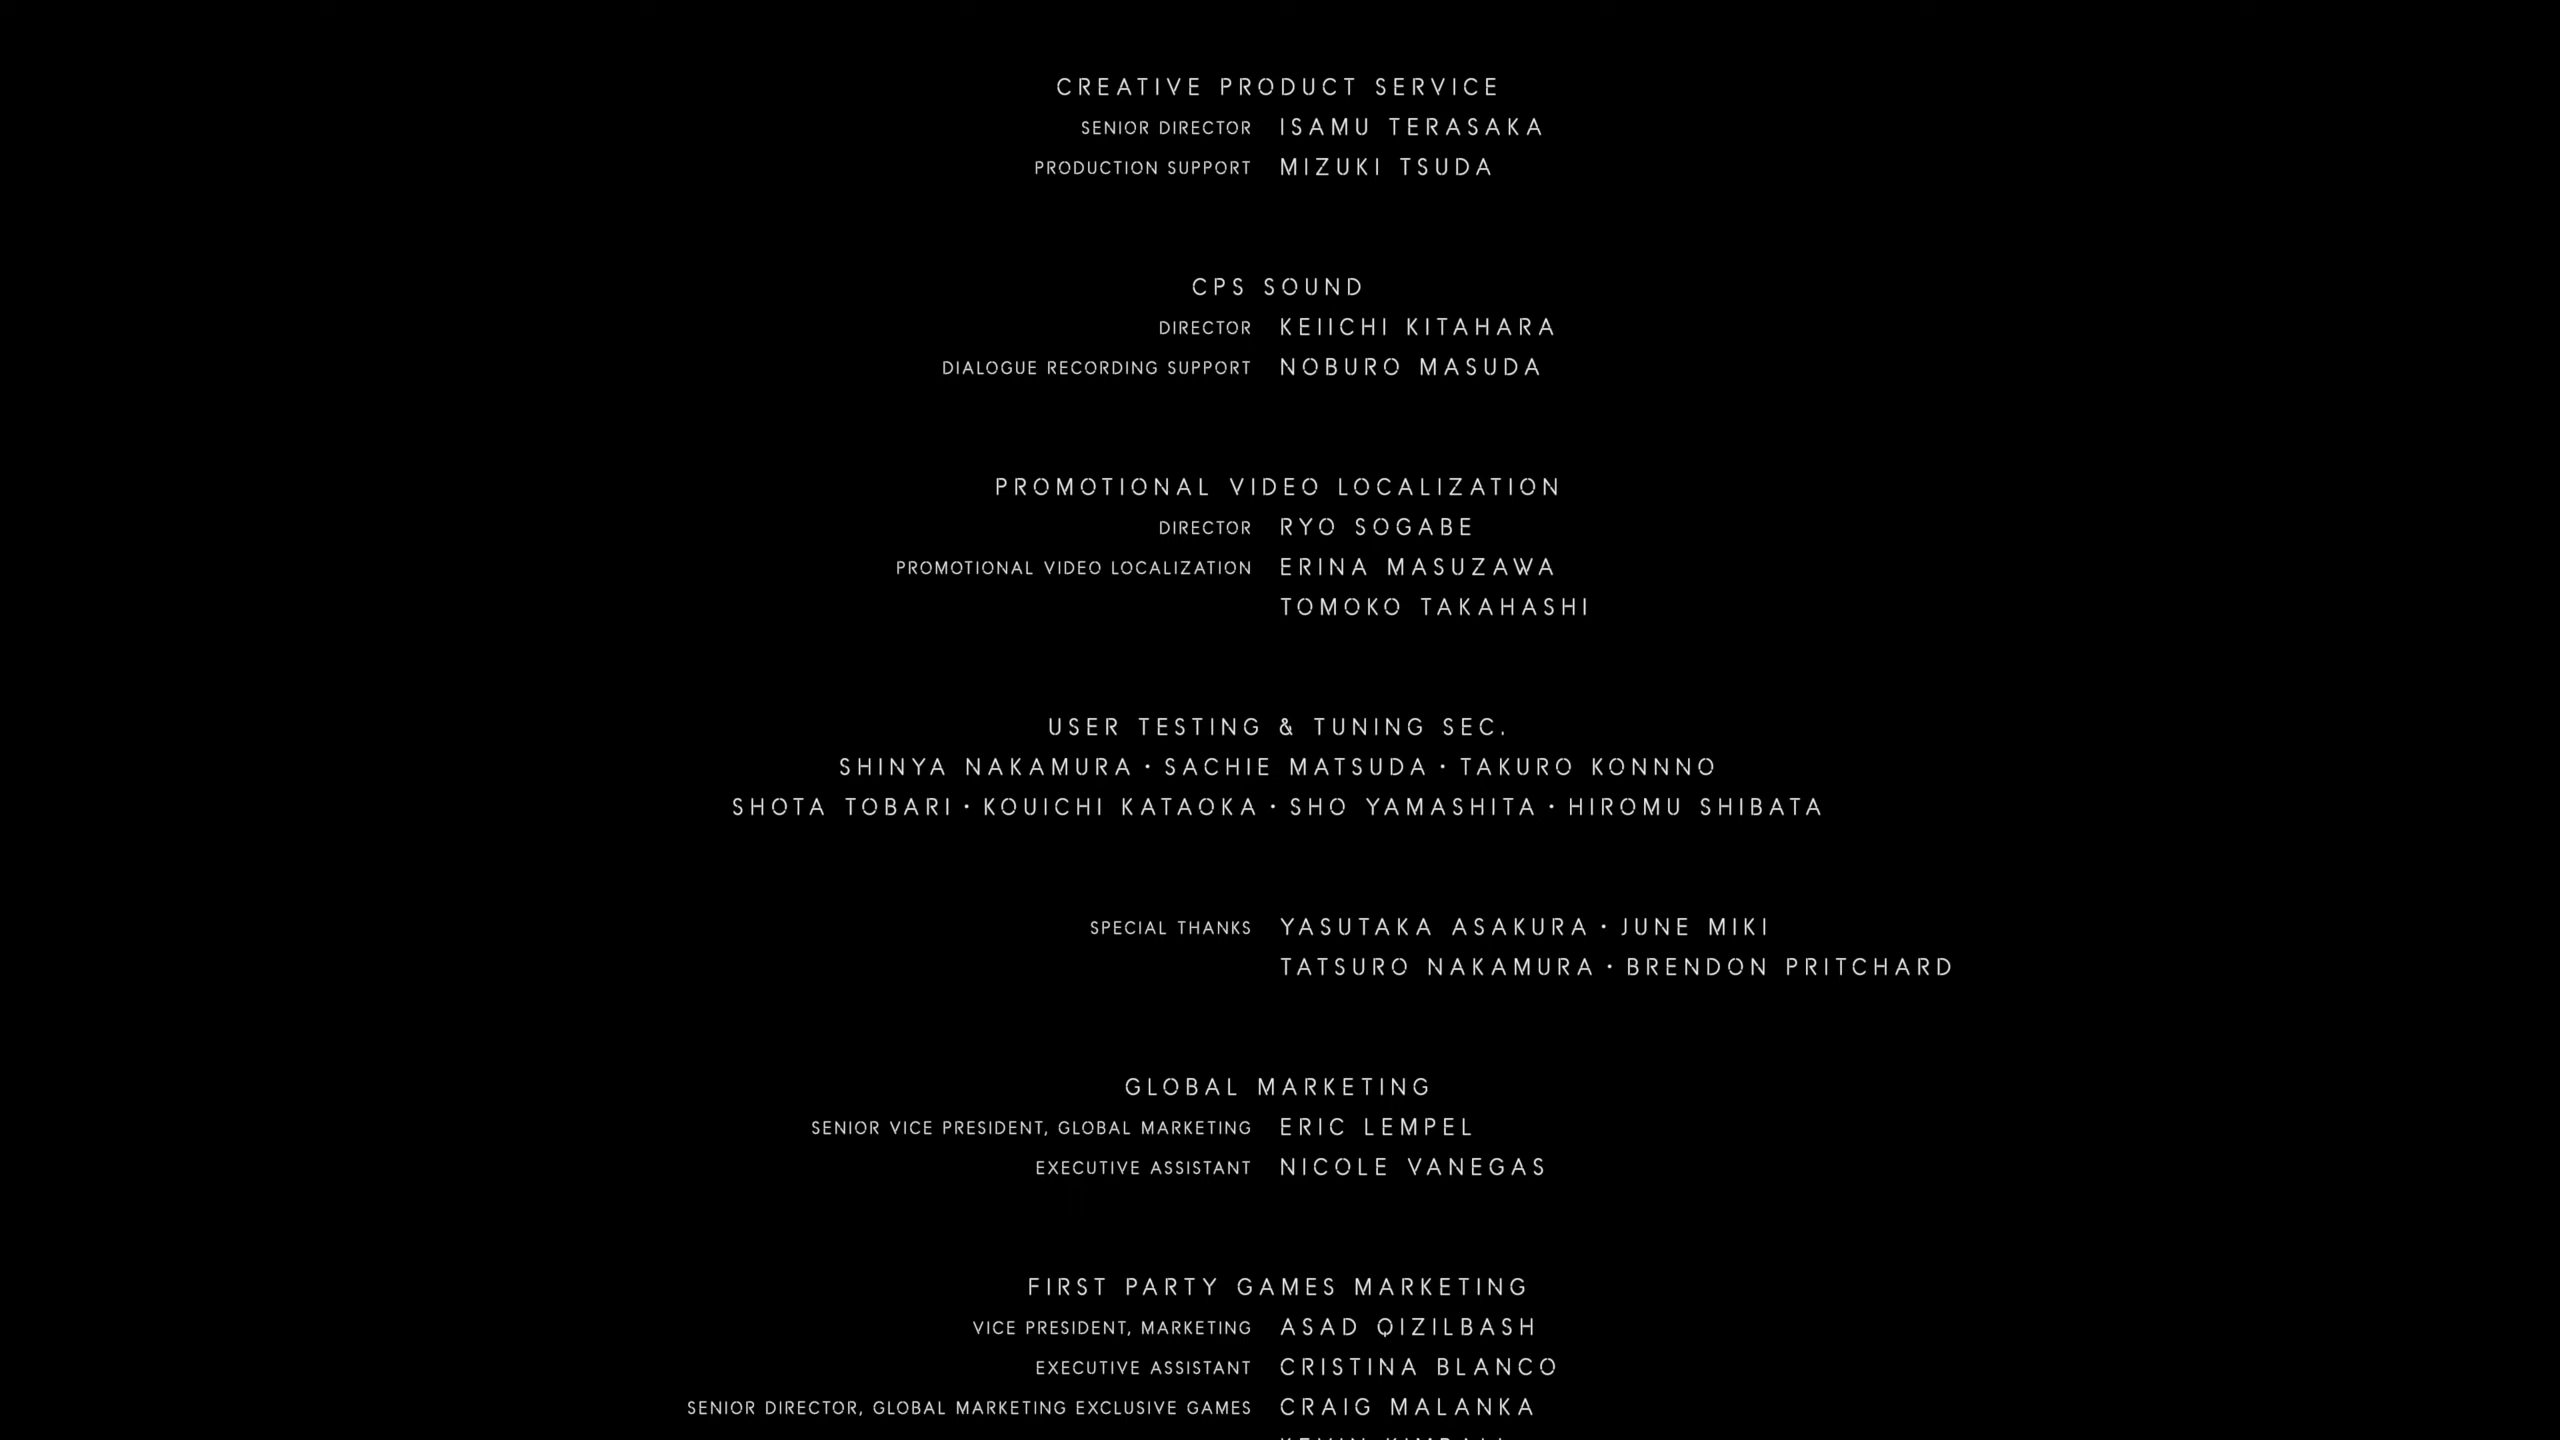 CREATIVE PRODUCT SERVICE
SENIOR DIRECTOR ISAMU TERASAKA
PRODUCTION SUPPORT MIZUKI TSUDA
CPS SOUND
DIRECTOR KEIICHI KITAHARA
DIALOGUE RECORDING SUPPORT NOBURO MASUDA
PROMOTIONAL VIDEO LOCALIZATION
DIRECTOR RYO SOGABE
PROMOTIONAL VIDEO LOCALIZATION ERINA MASUZAWA
TOMOKO TAKAHASHI
USER TESTING & TUNING SEC.
SHINYA NAKAMURA・SACHIE MATSUDA・TAKURO KONNNO
SHOTA TOBARI・KOUICHI KATAOKA・SHO YAMASHITA・HIROMU SHIBATA
SPECIAL THANKS YASUTAKA ASAKURA・JUNE MIKI
TATSURO NAKAMURA・BRENDON PRITCHARD
GLOBAL MARKETING
SENIOR VICE PRESIDENT, GLOBAL MARKETING ERIC LEMPEL
EXECUTIVE ASSISTANT NICOLE VANEGAS
FIRST PARTY GAMES MARKETING
VICE PRESIDENT, MARKETING ASAD QIZILBASH
EXECUTIVE ASSISTANT CRISTINA BLANCO
SENIOR DIRECTOR, GLOBAL MARKETING EXCLUSIVE GAMES CRAIG MALANKA